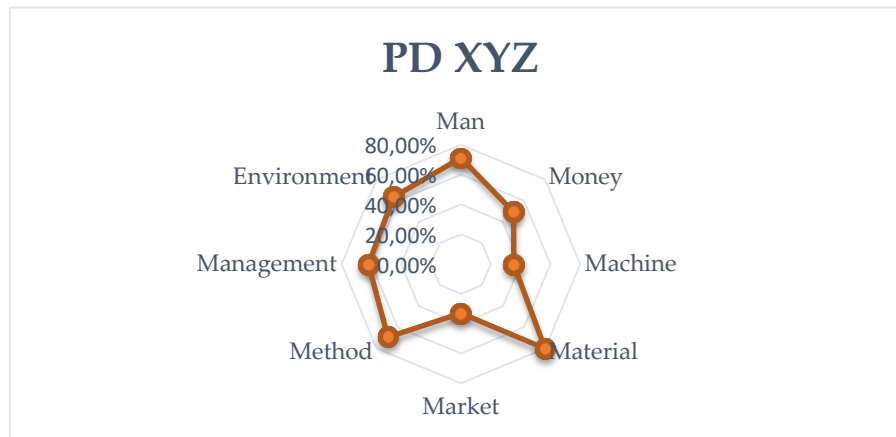 PD XYZ
Man
80,00%
Environment
60,00%
Money
40,00%
20,00%
Management
0,00%
Machine
Method
Material
Market